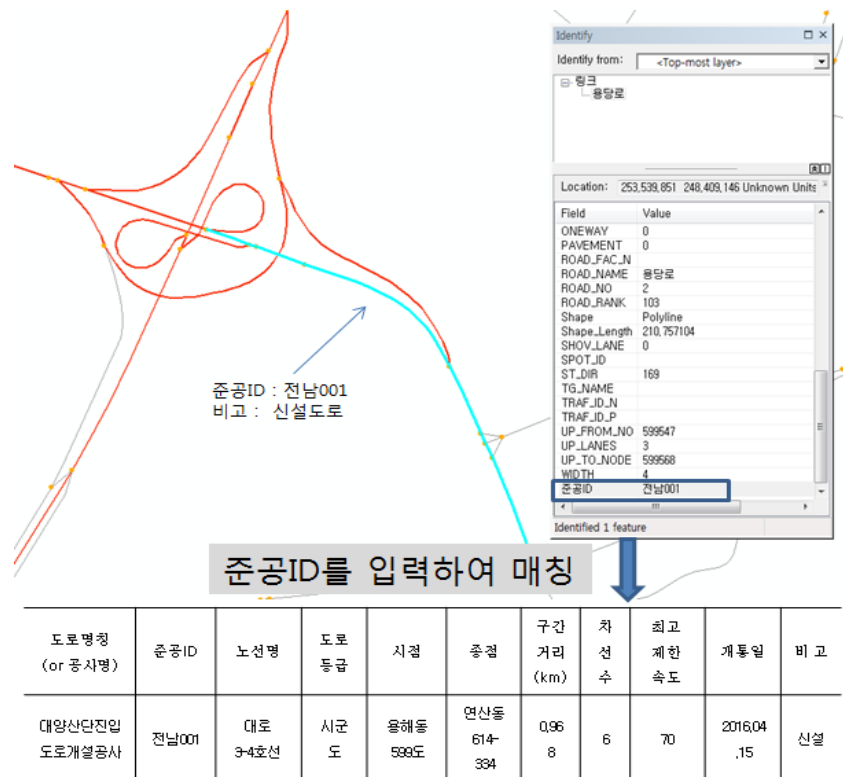 Identify
Identify from:
<Top-most layer>
링크
용당로
Location: 253,539,851 248,409,146 Unknown Units
Field Value
ONEWAY 0
PAVEMENT 0
ROAD_FAC_N
ROAD_NAME 용당로
ROAD_NO 2
ROAD_RANK 103
Shape Polyline
Shape_Length 210,757104
SHOV_LANE 0
SPOT_ID
ST_DIR 169
TG_NAME
TRAF_ID_N
TRAF_ID_P
UP_FROM_NO 599547
UP_LANES 3
UP_TO_NODE 599568
WIDTH 4
준공ID 전남001
Identified 1 feature
준공ID : 전남001
비고 : 신설도로
준공ID를 입력하여 매칭
도로명칭
(or 공사명)
준공ID
노선명
도로
등급
시점
종점
구간
거리
(km)
차
선
수
최고
제한
속도
개통일
비 고
대양산단진입
도로개설공사
전남001
대로
3-4호선
시군
도
용해동
599도
연산동
614-
334
0,96
8
6
70
2016,04
,15
신설